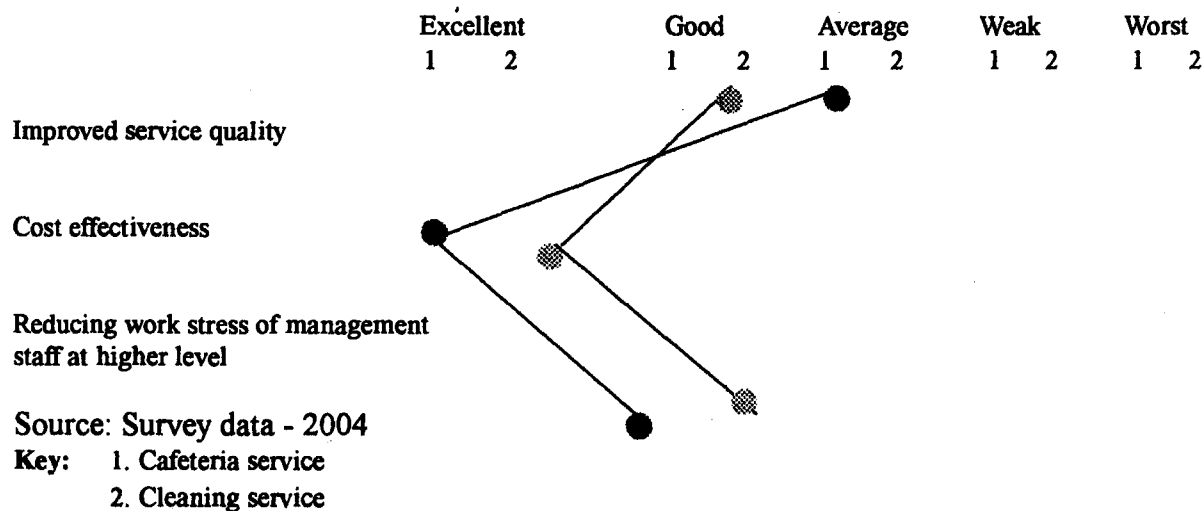 Excellent Good Average Weak Worst
1 2 1 2 1 2 1 2 1 2
Improved service quality
Cost effectiveness
Reducing work stress of management
staff at higher level
Source: Survey data - 2004
Key: 1. Cafeteria service
2. Cleaning service